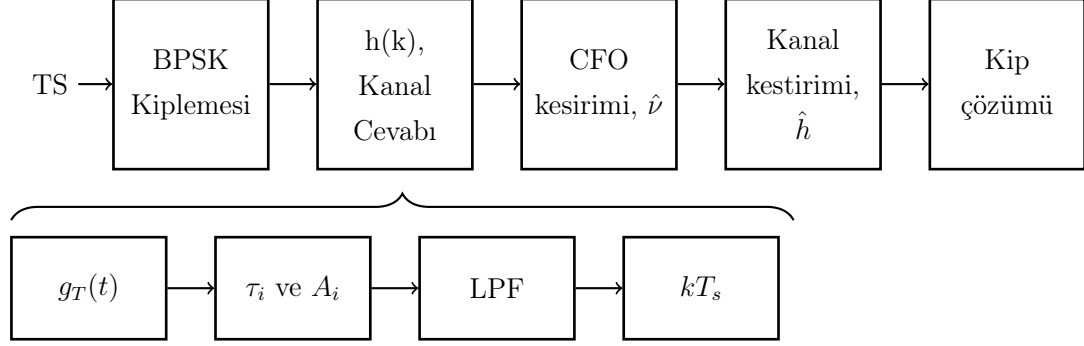 TS
BPSK
Kiplemesi
h(k),
Kanal
Cevabı
CFO
kesirimi, ν̂
Kanal
kestirimi,
ĥ
Kip
çözümü
g_T(t)
τ_i ve A_i
LPF
kT_s